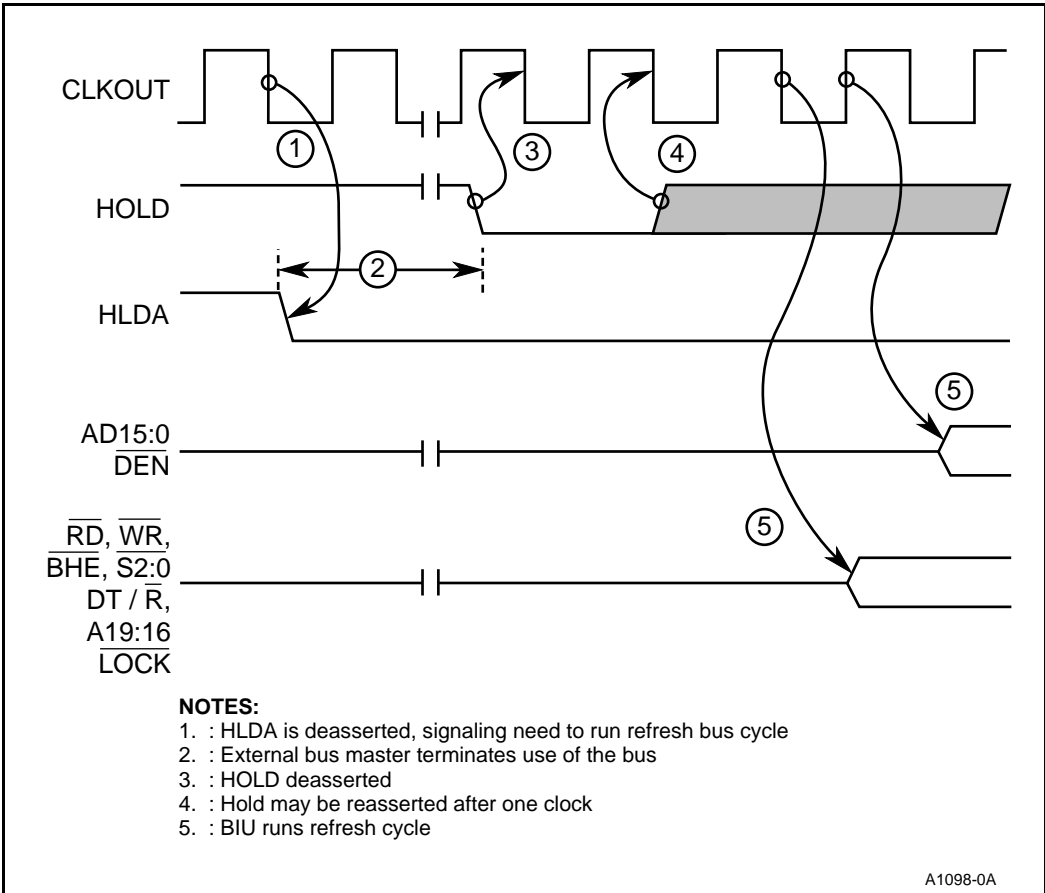 CLKOUT
1
3
4
HOLD
2
HLDA
5
AD15:0
DEN
5
RD, WR,
BHE, S2:0
DT / R,
A19:16
LOCK
NOTES:
1. : HLDA is deasserted, signaling need to run refresh bus cycle
2. : External bus master terminates use of the bus
3. : HOLD deasserted
4. : Hold may be reasserted after one clock
5. : BIU runs refresh cycle
A1098-0A